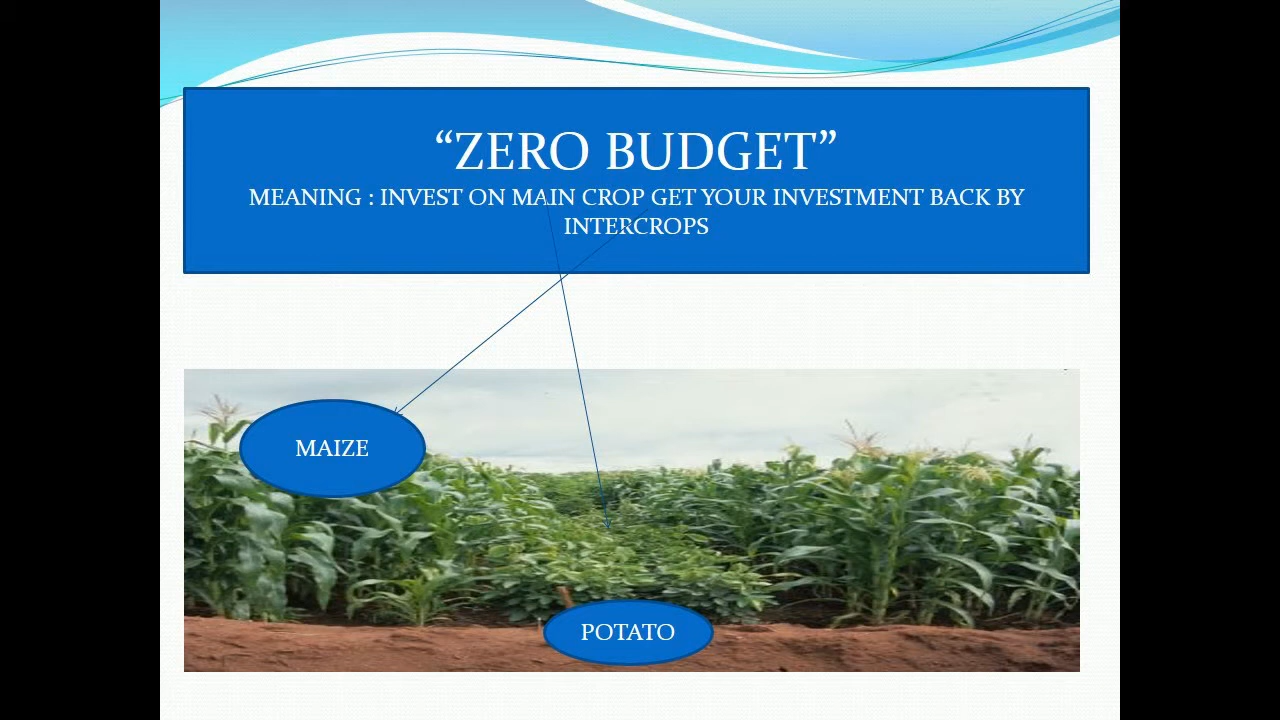 “ZERO BUDGET”
MEANING : INVEST ON MAIN CROP GET YOUR INVESTMENT BACK BY
INTERCROPS
MAIZE
POTATO